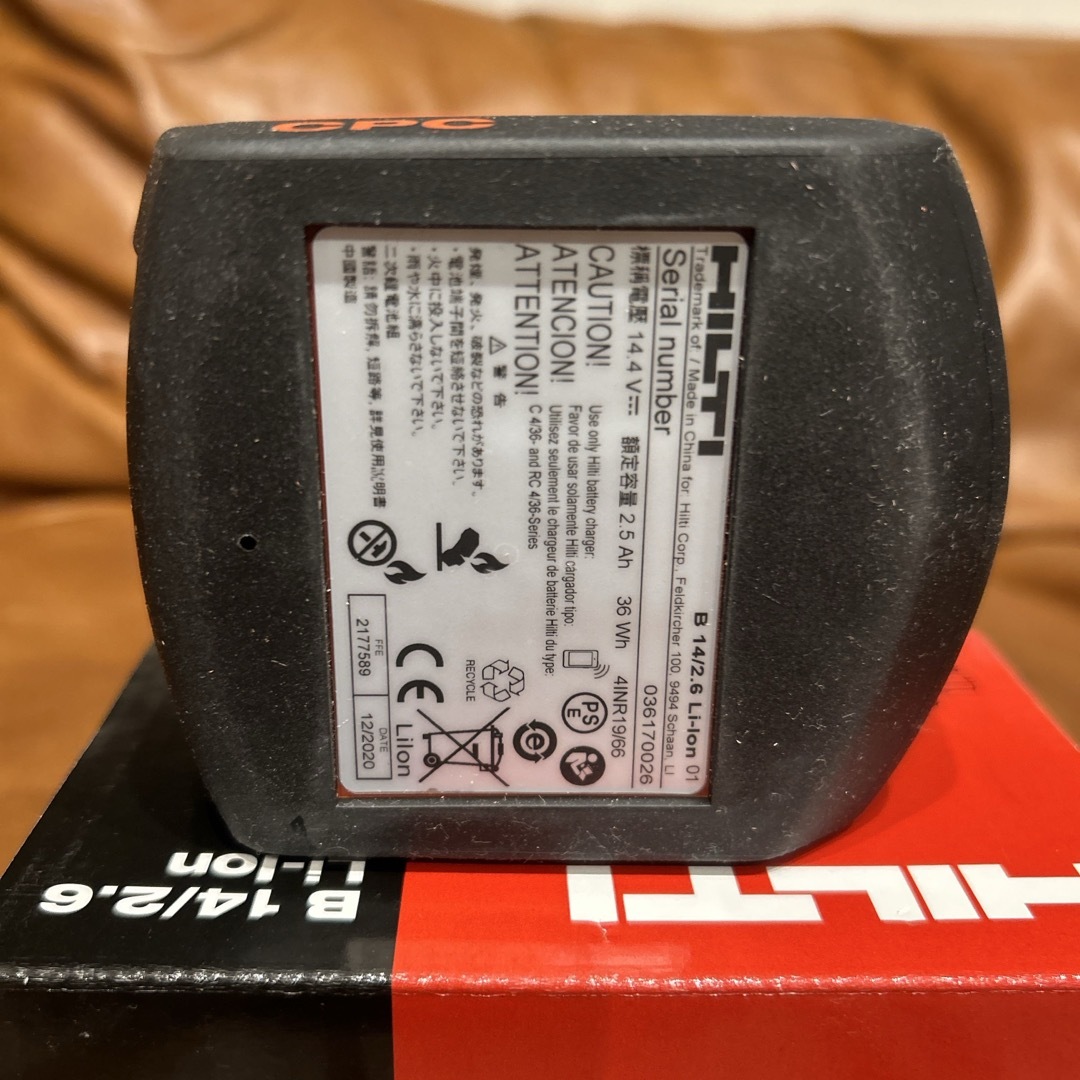 CPC
HILTI
B 14/2.6 Li-Ion 01
Trademark of / Made in China for: Hilti Corp., Feldkircher 100, 9494 Schaan, LI
Serial number 036170026
標稱電壓 14.4 V 額定容量 2.5 Ah 36 Wh 4INR19/66
CAUTION! Use only Hilti battery charger:
ATENCION! Favor de usar solamente Hilti cárgador tipo:
ATTENTION! Utilisez seulement le chargeur de batterie Hilti du type:
C 4/36- and RC 4/36-Series
PS
E
e
警告
発煙、発火、破裂などの恐れがあります。
・電池端子間を短絡させないで下さい。
・火中に投入しないで下さい。
・雨や水に濡らさないで下さい。
二次鋰電池組
警語: 請勿拆解, 短路等, 詳見使用説明書
中國製造
RECYCLE
CE
LiIon
FFE
2177589
DATE
12/2020
B 14/2.6
Li-Ion
HILTI